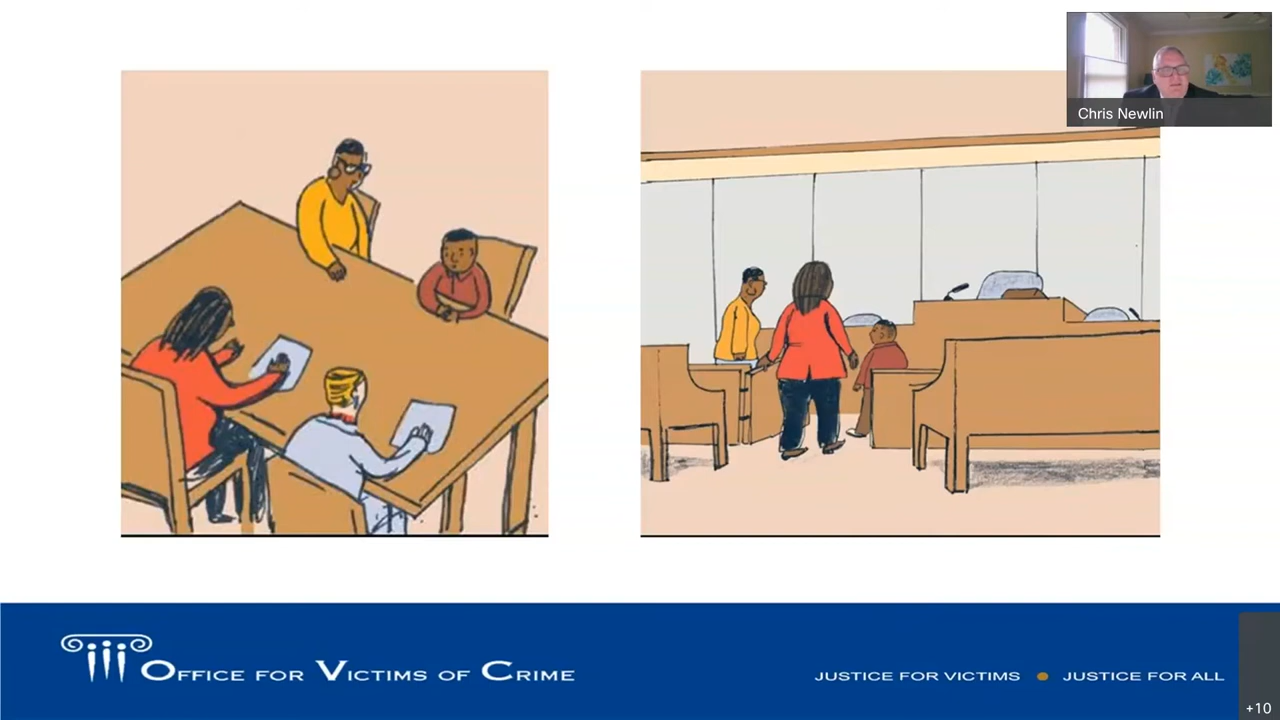 Chris Newlin
OFFICE FOR VICTIMS OF CRIME
JUSTICE FOR VICTIMS ● JUSTICE FOR ALL
+10